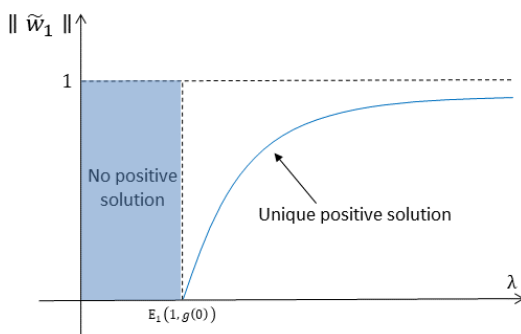 ‖ w̃₁ ‖
1
No positive
solution
Unique positive solution
λ
E₁(1, g(0))